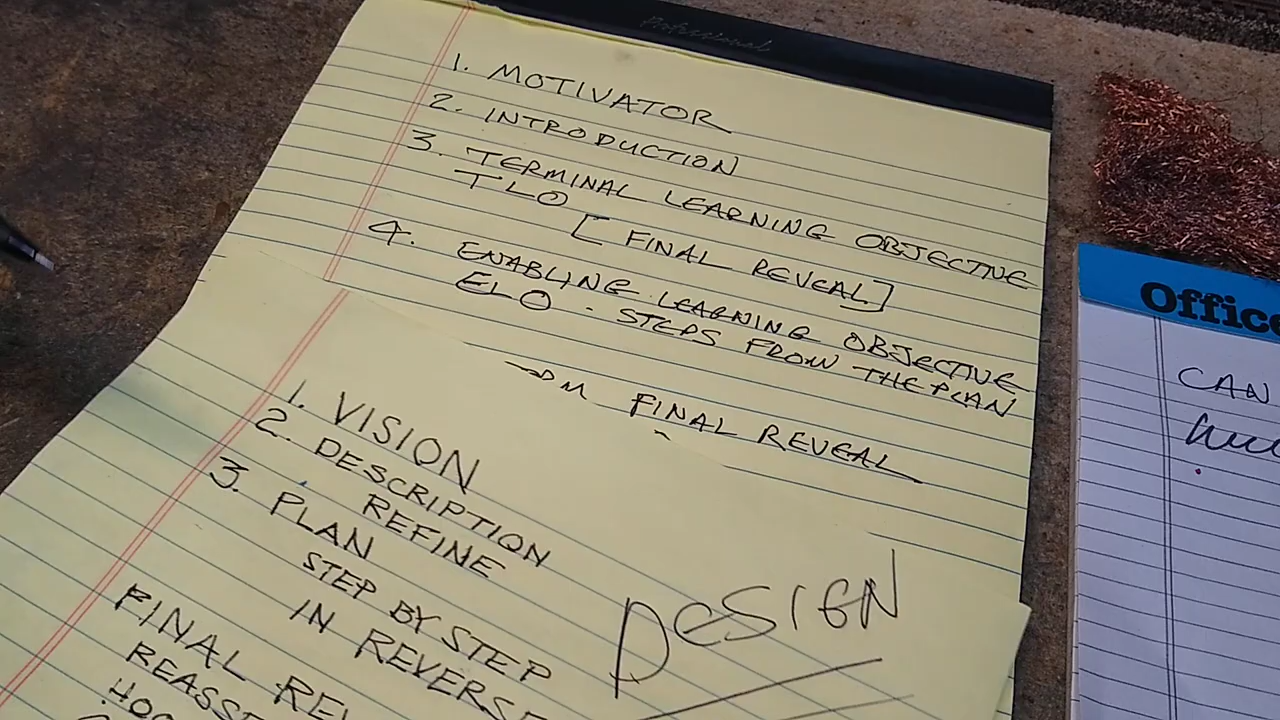 Professional
1. MOTIVATOR
2. INTRODUCTION
3. TERMINAL LEARNING OBJECTIVE
TLO [FINAL REVEAL]
4. ENABLING LEARNING OBJECTIVE
ELO - STEPS FROM THE PLAN
FINAL REVEAL
1. VISION
2. DESCRIPTION
REFINE
3. PLAN
STEP BY STEP
IN REVERSE
FINAL REV
REASSE
DESIGN
Office
CAN